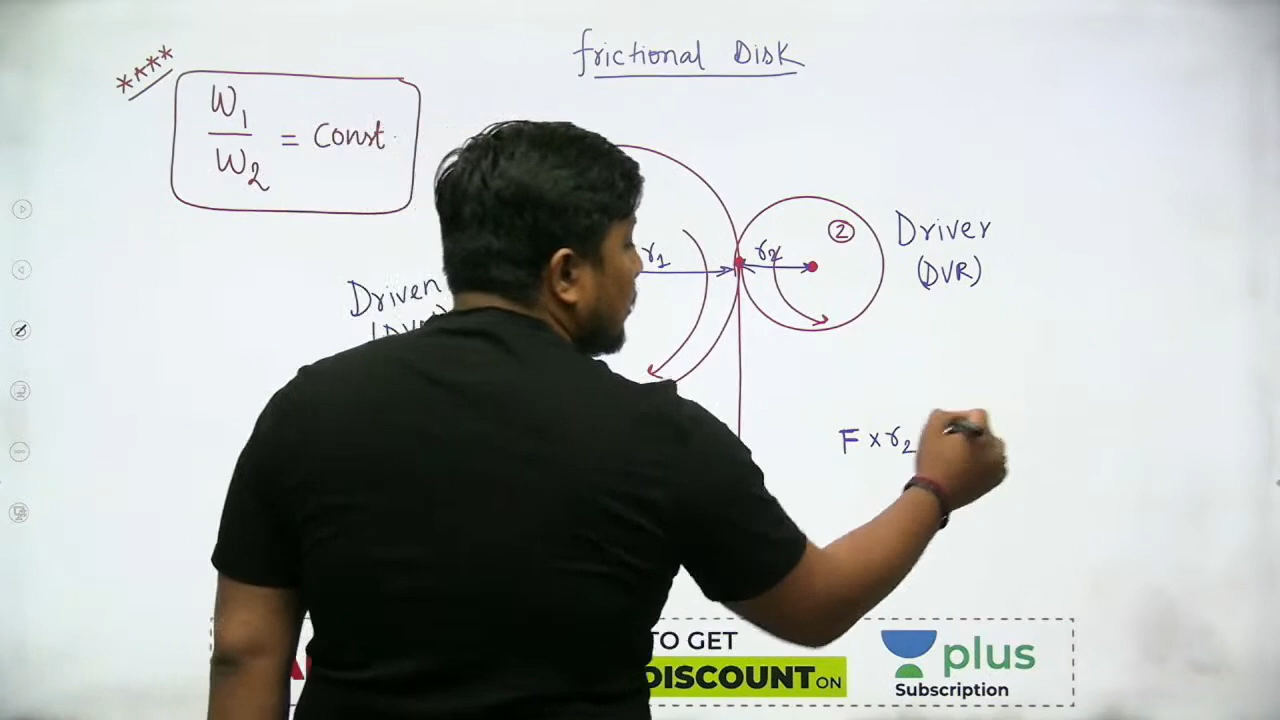 frictional Disk
****
W1
W2
= Const.
r1
r2
2
Driver
(DVR)
Driven
F × r2
TO GET
DISCOUNT ON
plus
Subscription